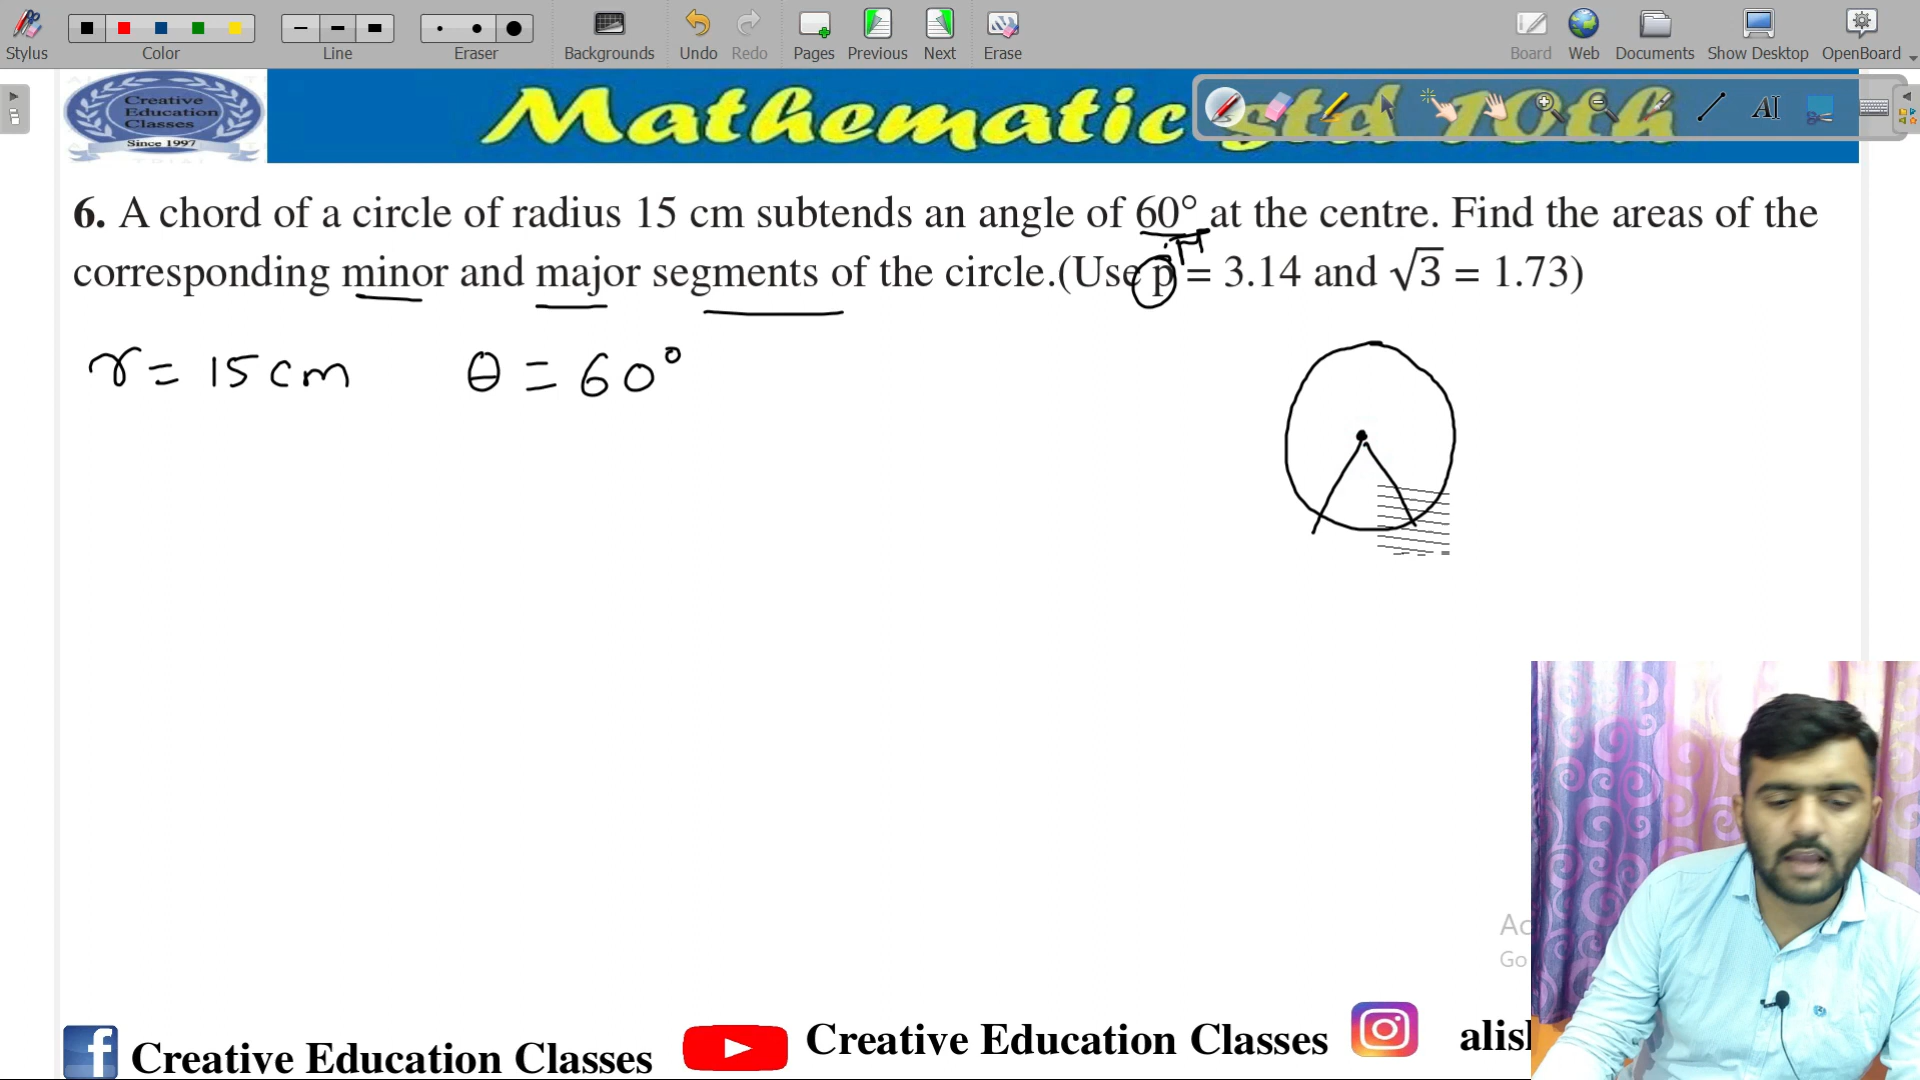 Stylus Color Line Eraser Backgrounds Undo Redo Pages Previous Next Erase Board Web Documents Show Desktop OpenBoard
Creative
Education
Classes
Since 1997
Mathematic std 10th
6. A chord of a circle of radius 15 cm subtends an angle of 60° at the centre. Find the areas of the
π
corresponding minor and major segments of the circle.(Use p = 3.14 and √3 = 1.73)
r = 15 cm θ = 60°
Go
Creative Education Classes
Creative Education Classes